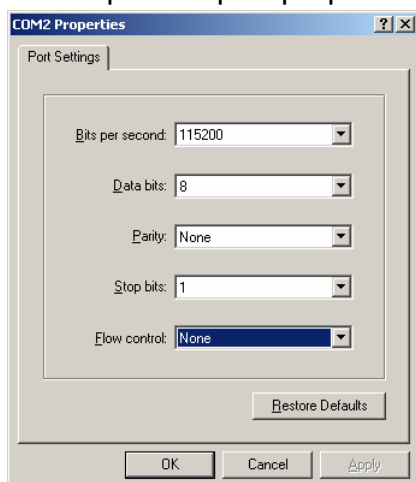 COM2 Properties
Port Settings
Bits per second: 115200
Data bits: 8
Parity: None
Stop bits: 1
Flow control: None
Restore Defaults
OK Cancel Apply